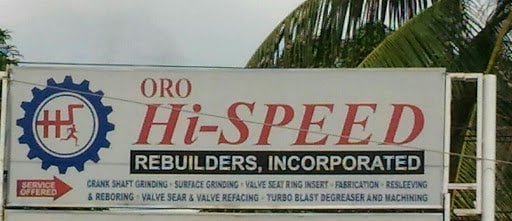 ORO
Hi-SPEED
REBUILDERS, INCORPORATED
HS
SERVICE
OFFERED
CRANK SHAFT GRINDING • SURFACE GRINDING • VALVE SEAT RING INSERT • FABRICATION • RESLEEVING
& REBORING • VALVE SEAR & VALVE REFACING • TURBO BLAST DEGREASER AND MACHINING